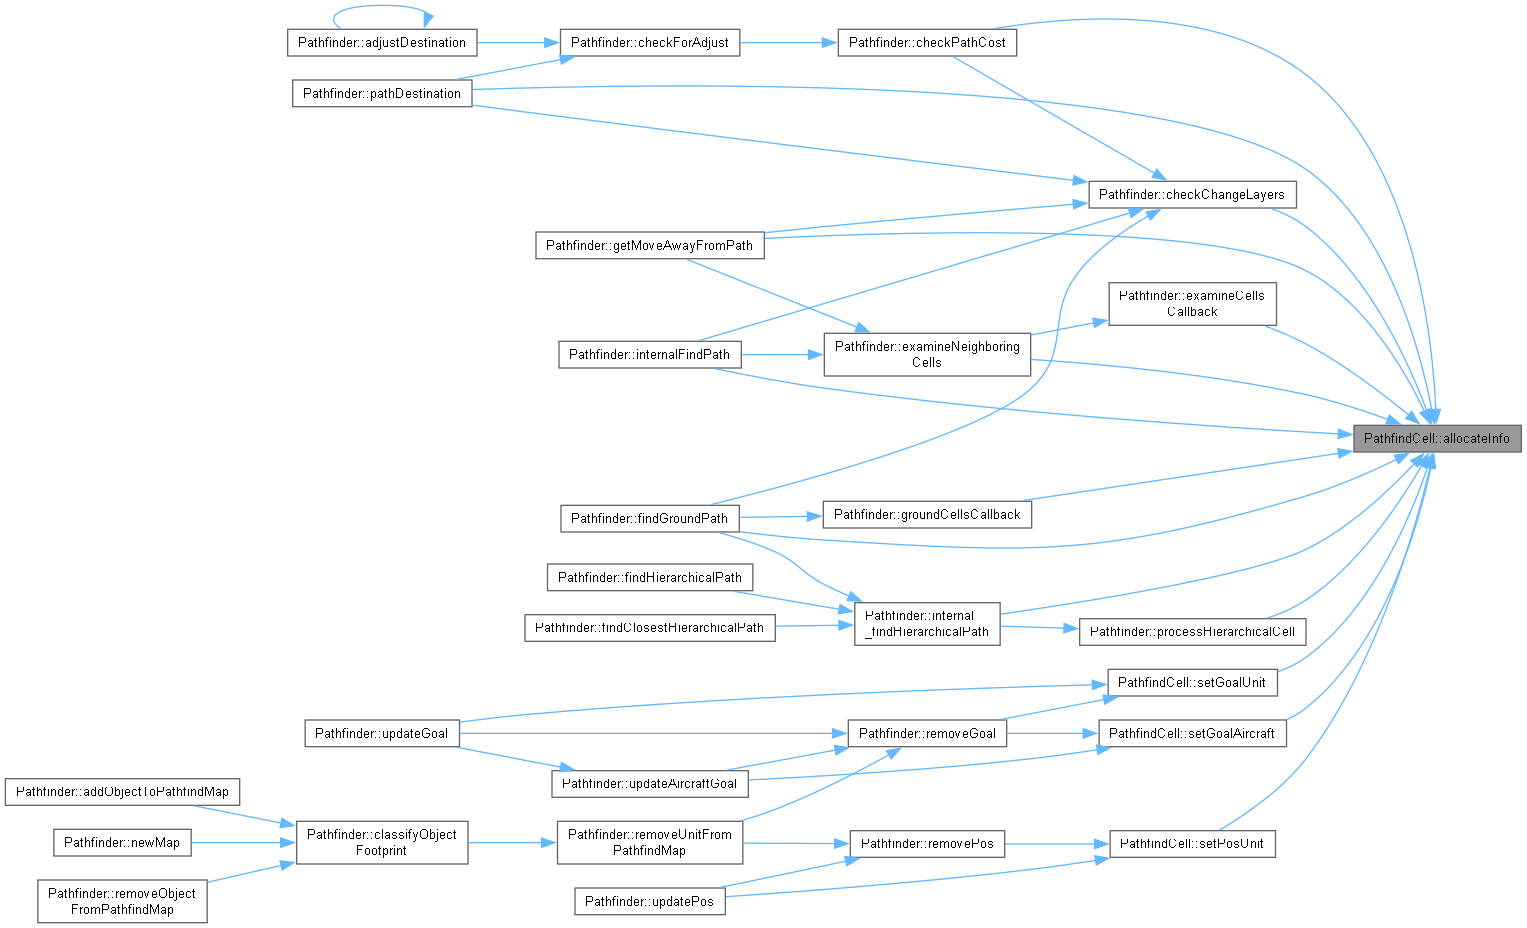 Pathfinder::adjustDestination
Pathfinder::checkForAdjust
Pathfinder::checkPathCost
Pathfinder::pathDestination
Pathfinder::checkChangeLayers
Pathfinder::getMoveAwayFromPath
Pathfinder::examineCells
Callback
Pathfinder::internalFindPath
Pathfinder::examineNeighboring
Cells
PathfindCell::allocateInfo
Pathfinder::findGroundPath
Pathfinder::groundCellsCallback
Pathfinder::findHierarchicalPath
Pathfinder::findClosestHierarchicalPath
Pathfinder::internal
_findHierarchicalPath
Pathfinder::processHierarchicalCell
PathfindCell::setGoalUnit
Pathfinder::updateGoal
Pathfinder::removeGoal
PathfindCell::setGoalAircraft
Pathfinder::updateAircraftGoal
Pathfinder::addObjectToPathfindMap
Pathfinder::newMap
Pathfinder::classifyObject
Footprint
Pathfinder::removeUnitFrom
PathfindMap
Pathfinder::removePos
PathfindCell::setPosUnit
Pathfinder::removeObject
FromPathfindMap
Pathfinder::updatePos